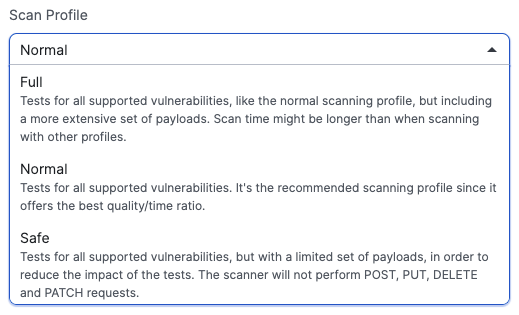 Scan Profile
Normal
Full
Tests for all supported vulnerabilities, like the normal scanning profile, but including
a more extensive set of payloads. Scan time might be longer than when scanning
with other profiles.
Normal
Tests for all supported vulnerabilities. It's the recommended scanning profile since it
offers the best quality/time ratio.
Safe
Tests for all supported vulnerabilities, but with a limited set of payloads, in order to
reduce the impact of the tests. The scanner will not perform POST, PUT, DELETE
and PATCH requests.